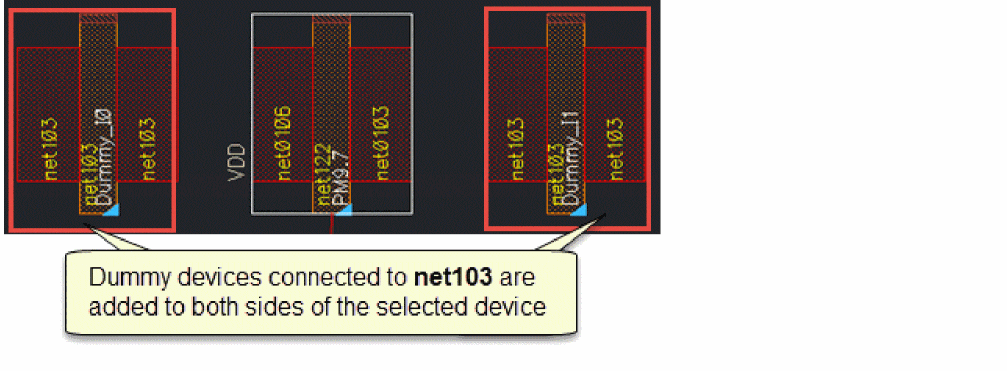 net103
net103
Dummy_I0
net103
VDD
net0106
net122
PM9.7
net0103
net103
net103
Dummy_I1
net103
Dummy devices connected to net103 are
added to both sides of the selected device